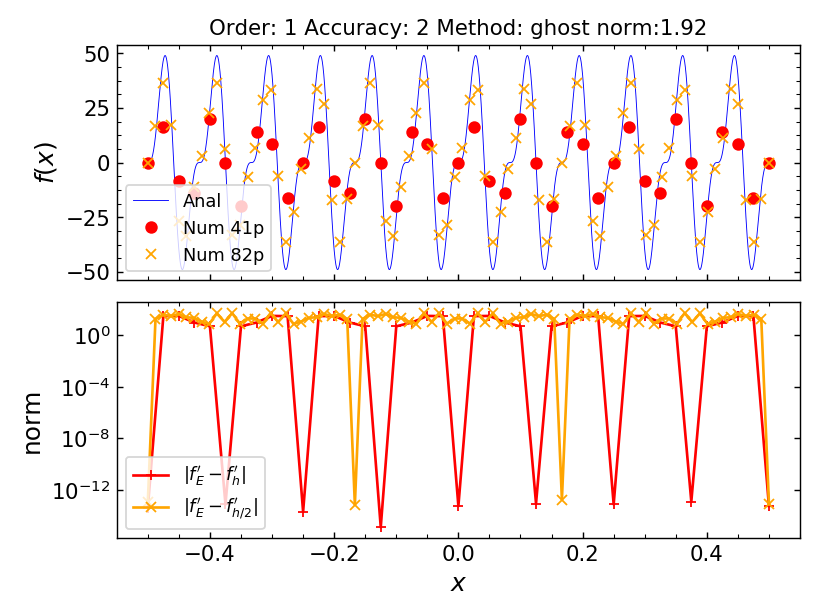 Order: 1 Accuracy: 2 Method: ghost norm:1.92
50
25
0
−25
−50
f(x)
Anal
Num 41p
Num 82p
10⁰
10⁻⁴
10⁻⁸
10⁻¹²
norm
|f′_E − f′_h|
|f′_E − f′_{h/2}|
−0.4 −0.2 0.0 0.2 0.4
x